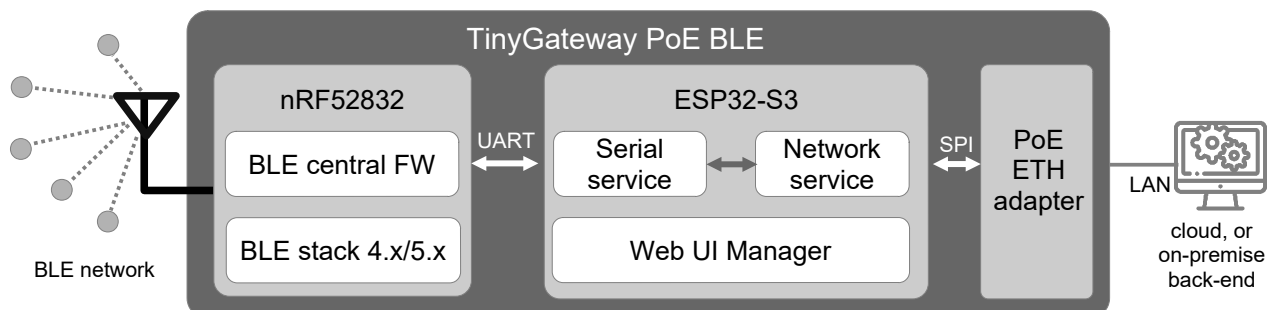 TinyGateway PoE BLE
nRF52832
BLE central FW
BLE stack 4.x/5.x
UART
ESP32-S3
Serial
service
Network
service
Web UI Manager
SPI
PoE
ETH
adapter
LAN
cloud, or
on-premise
back-end
BLE network